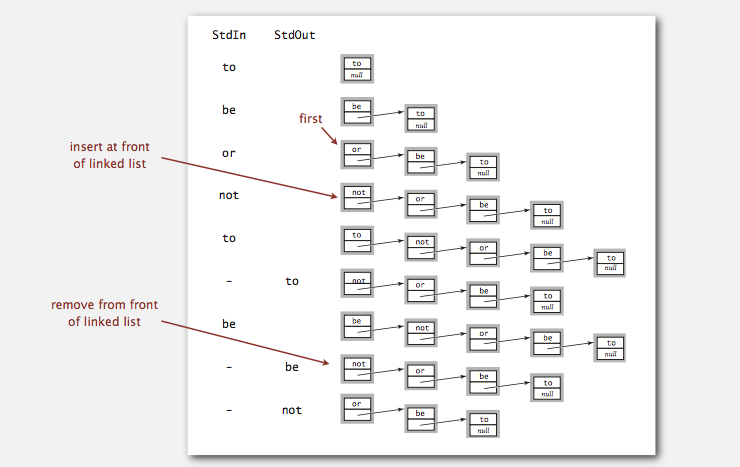 StdIn StdOut
to to
null
be be to
null
first
insert at front
of linked list
or or be to
null
not not or be to
null
to to not or be to
null
- to not or be to
null
remove from front
of linked list
be be not or be to
null
- be not or be to
null
- not or be to
null